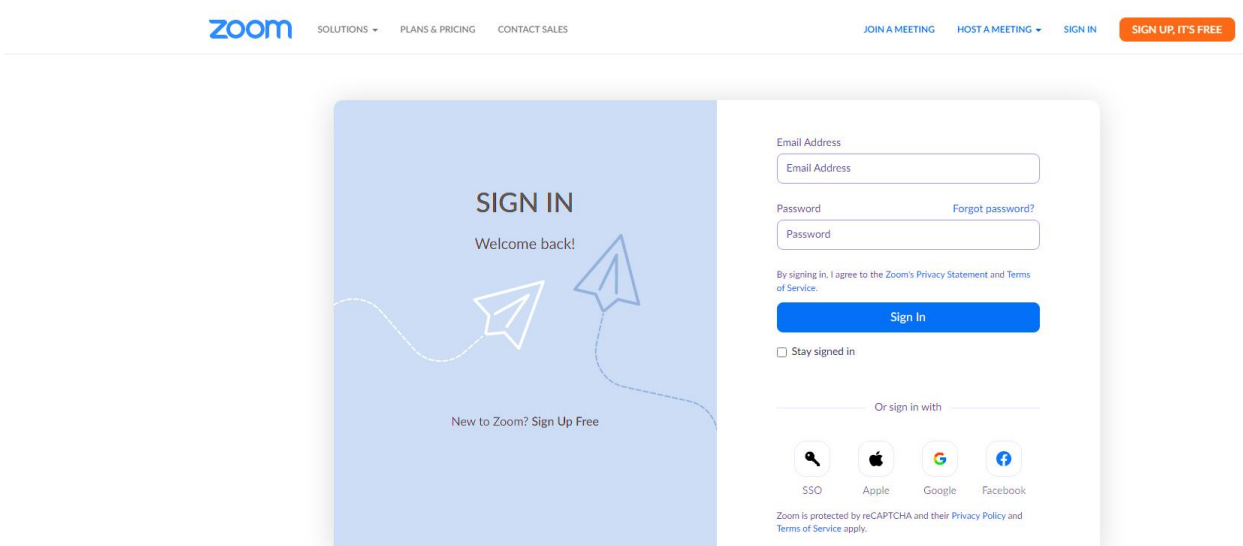 zoom SOLUTIONS PLANS & PRICING CONTACT SALES JOIN A MEETING HOST A MEETING SIGN IN SIGN UP, IT'S FREE
SIGN IN
Welcome back!
New to Zoom? Sign Up Free
Email Address
Email Address
Password Forgot password?
Password
By signing in, I agree to the Zoom's Privacy Statement and Terms
of Service.
Sign In
Stay signed in
Or sign in with
SSO Apple Google Facebook
Zoom is protected by reCAPTCHA and their Privacy Policy and
Terms of Service apply.